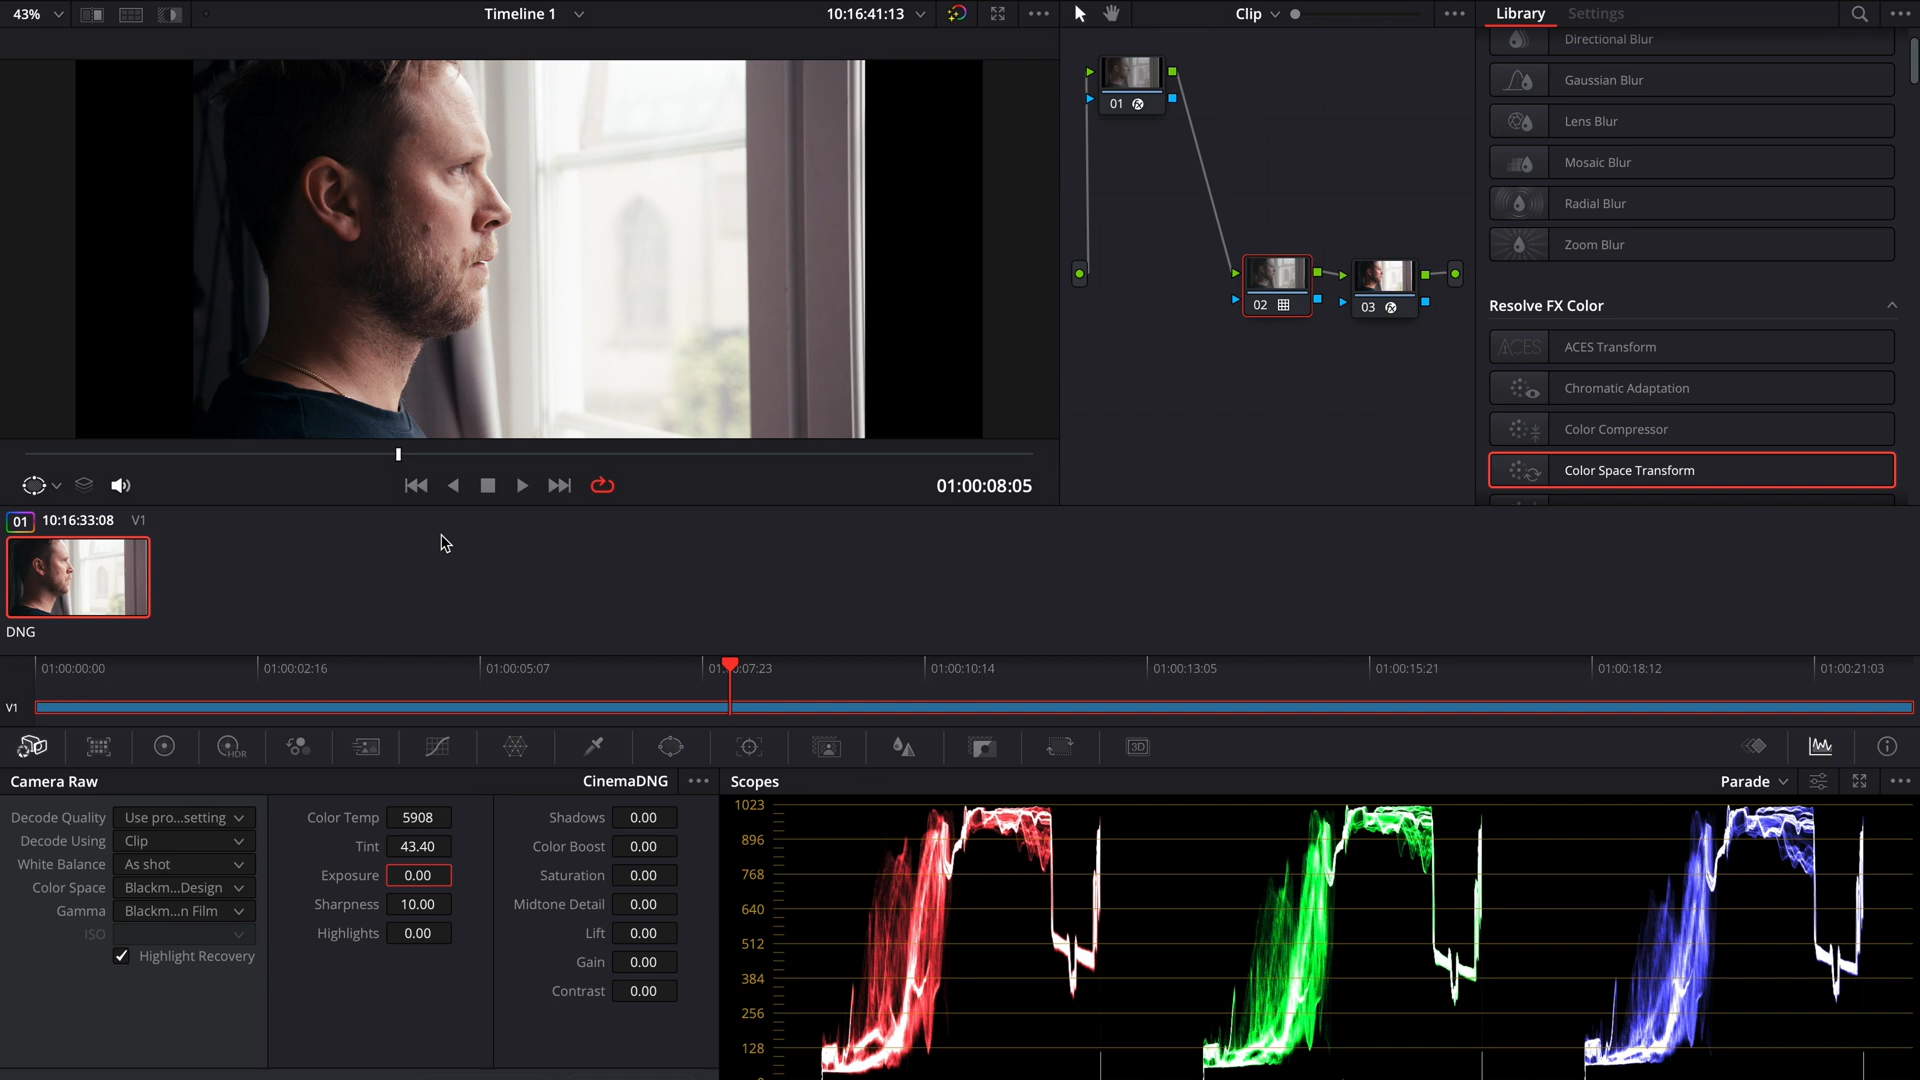 43%
Timeline 1
10:16:41:13
Clip
Library
Settings
Directional Blur
Gaussian Blur
Lens Blur
Mosaic Blur
Radial Blur
Zoom Blur
Resolve FX Color
ACES
ACES Transform
Chromatic Adaptation
Color Compressor
Color Space Transform
01
02
03
01:00:08:05
01
10:16:33:08
V1
DNG
01:00:00:00
01:00:02:16
01:00:05:07
01:00:07:23
01:00:10:14
01:00:13:05
01:00:15:21
01:00:18:12
01:00:21:03
V1
HDR
3D
Camera Raw
CinemaDNG
Decode Quality Use pro...setting
Decode Using Clip
White Balance As shot
Color Space Blackm...Design
Gamma Blackm...n Film
ISO
Highlight Recovery
Color Temp 5908
Tint 43.40
Exposure 0.00
Sharpness 10.00
Highlights 0.00
Shadows 0.00
Color Boost 0.00
Saturation 0.00
Midtone Detail 0.00
Lift 0.00
Gain 0.00
Contrast 0.00
Scopes
Parade
1023
896
768
640
512
384
256
128